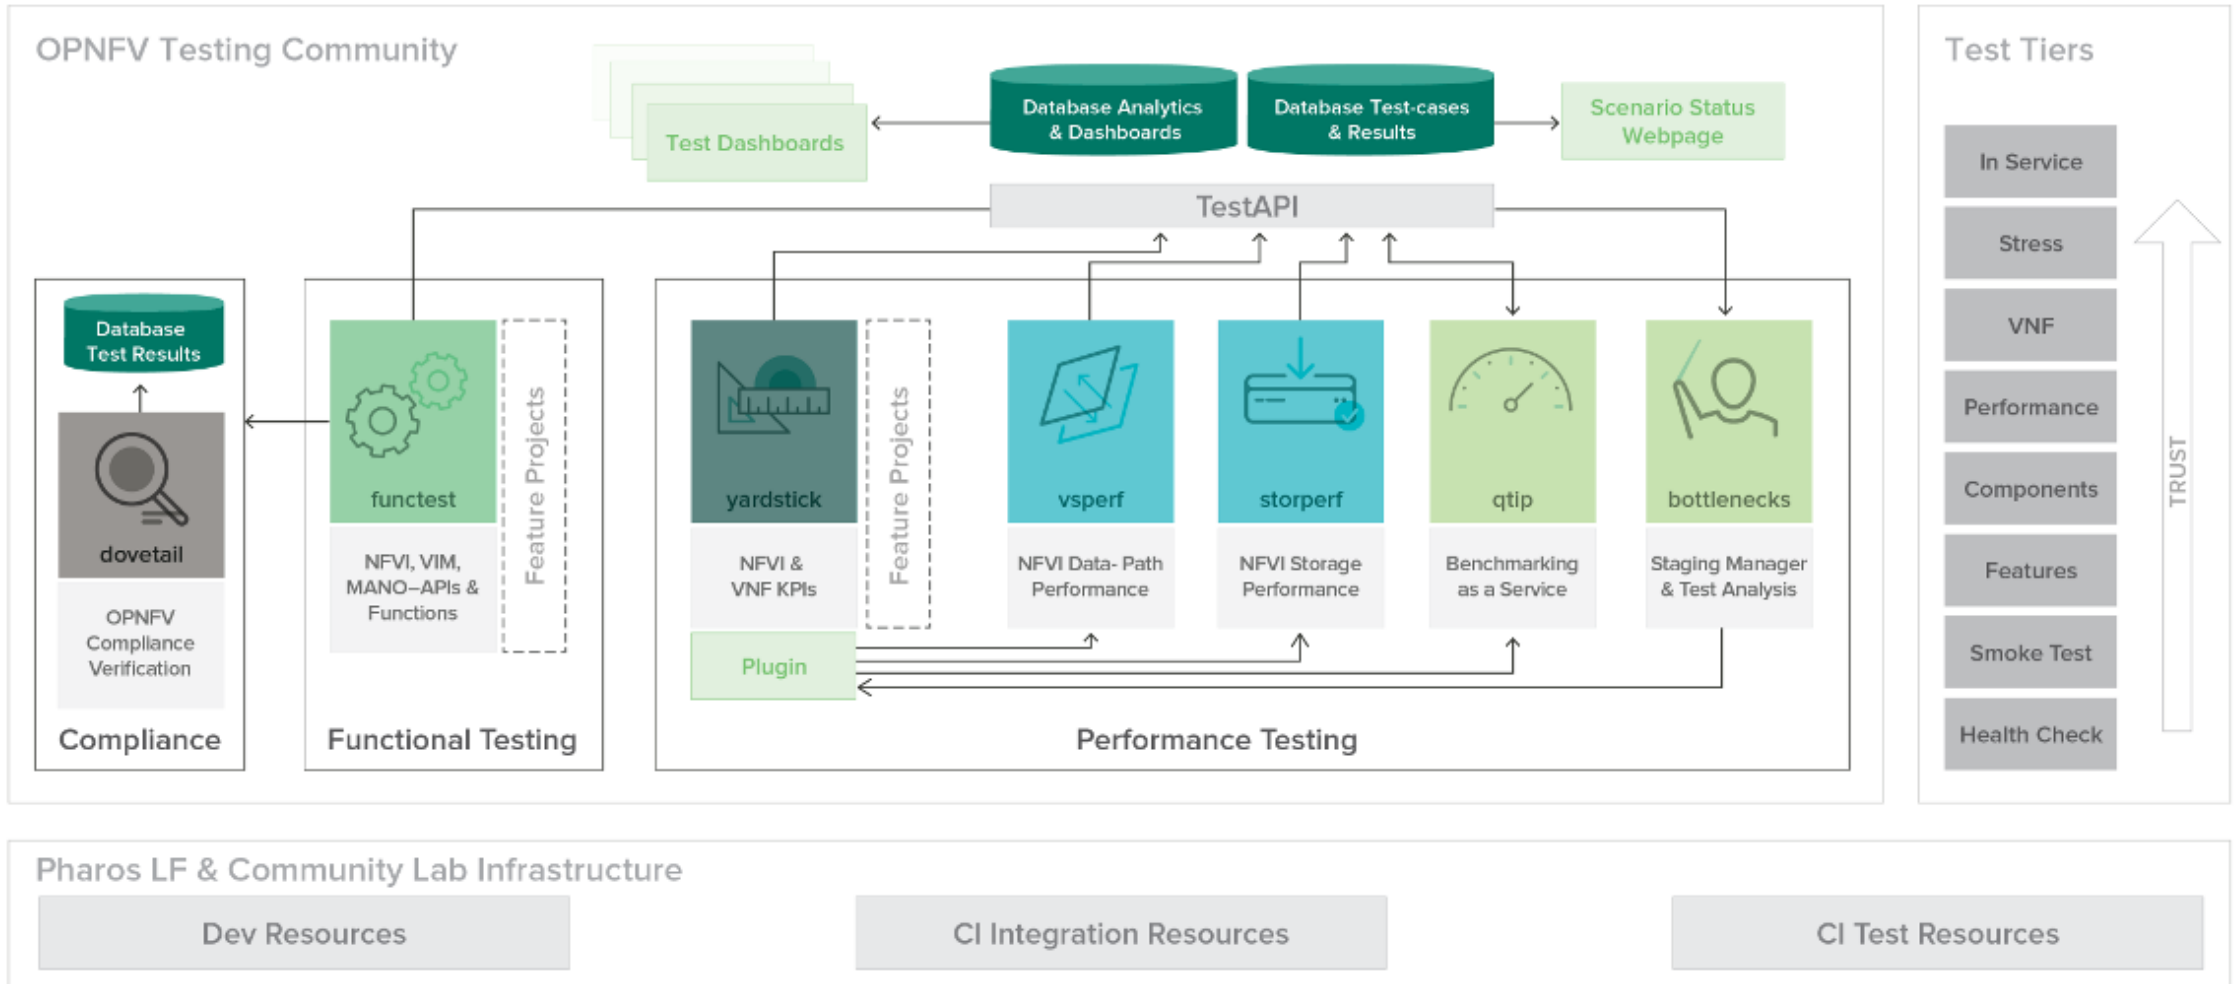 OPNFV Testing Community
Test Dashboards
Database Analytics
& Dashboards
Database Test-cases
& Results
Scenario Status
Webpage
TestAPI
Database
Test Results
dovetail
OPNFV
Compliance
Verification
Compliance
functest
NFVI, VIM,
MANO–APIs &
Functions
Feature Projects
Functional Testing
yardstick
NFVI &
VNF KPIs
Plugin
Feature Projects
vsperf
NFVI Data- Path
Performance
storperf
NFVI Storage
Performance
qtip
Benchmarking
as a Service
bottlenecks
Staging Manager
& Test Analysis
Performance Testing
Test Tiers
In Service
Stress
VNF
Performance
Components
Features
Smoke Test
Health Check
TRUST
Pharos LF & Community Lab Infrastructure
Dev Resources
CI Integration Resources
CI Test Resources